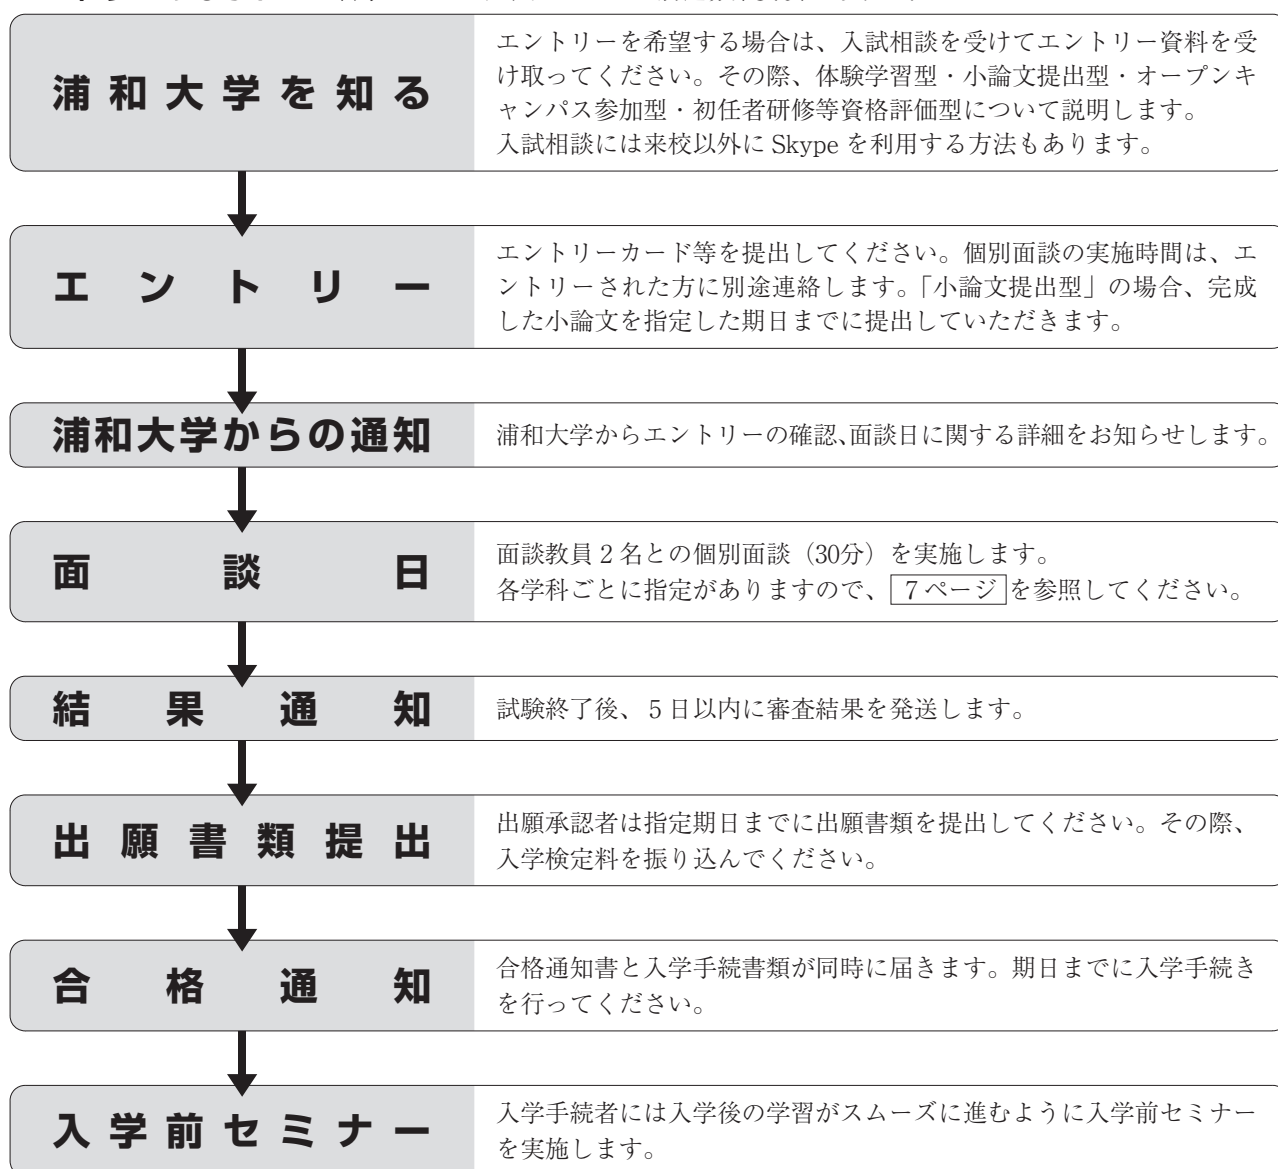 浦和大学を知る
エントリーを希望する場合は、入試相談を受けてエントリー資料を受
け取ってください。その際、体験学習型・小論文提出型・オープンキ
ャンパス参加型・初任者研修等資格評価型について説明します。
入試相談には来校以外に Skype を利用する方法もあります。
エントリー
エントリーカード等を提出してください。個別面談の実施時間は、エ
ントリーされた方に別途連絡します。「小論文提出型」の場合、完成
した小論文を指定した期日までに提出していただきます。
浦和大学からの通知
浦和大学からエントリーの確認、面談日に関する詳細をお知らせします。
面談日
面談教員2名との個別面談（30分）を実施します。
各学科ごとに指定がありますので、7ページを参照してください。
結果通知
試験終了後、5日以内に審査結果を発送します。
出願書類提出
出願承認者は指定期日までに出願書類を提出してください。その際、
入学検定料を振り込んでください。
合格通知
合格通知書と入学手続書類が同時に届きます。期日までに入学手続き
を行ってください。
入学前セミナー
入学手続者には入学後の学習がスムーズに進むように入学前セミナー
を実施します。